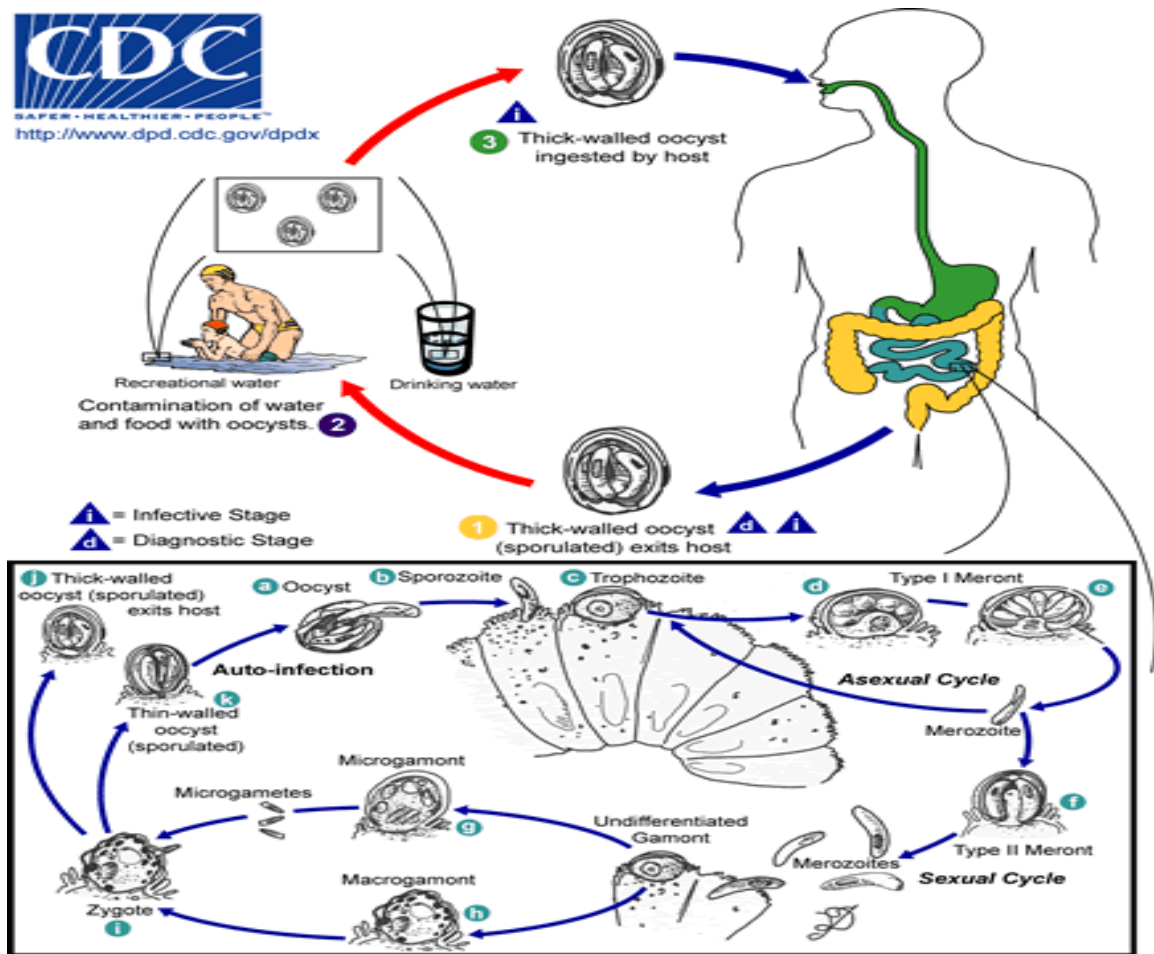 CDC
SAFER • HEALTHIER • PEOPLE™
http://www.dpd.cdc.gov/dpdx
i
3 Thick-walled oocyst
ingested by host
Recreational water
Drinking water
Contamination of water
and food with oocysts. 2
i = Infective Stage
d = Diagnostic Stage
1 Thick-walled oocyst d i
(sporulated) exits host
j Thick-walled
oocyst (sporulated)
exits host
a Oocyst
b Sporozoite
c Trophozoite
d Type I Meront e
Auto-infection
k
Thin-walled
oocyst
(sporulated)
Asexual Cycle
Merozoite
Microgamont
g
Microgametes
Undifferentiated
Gamont
f
Type II Meront
Merozoites
Sexual Cycle
Macrogamont
h
Zygote
i